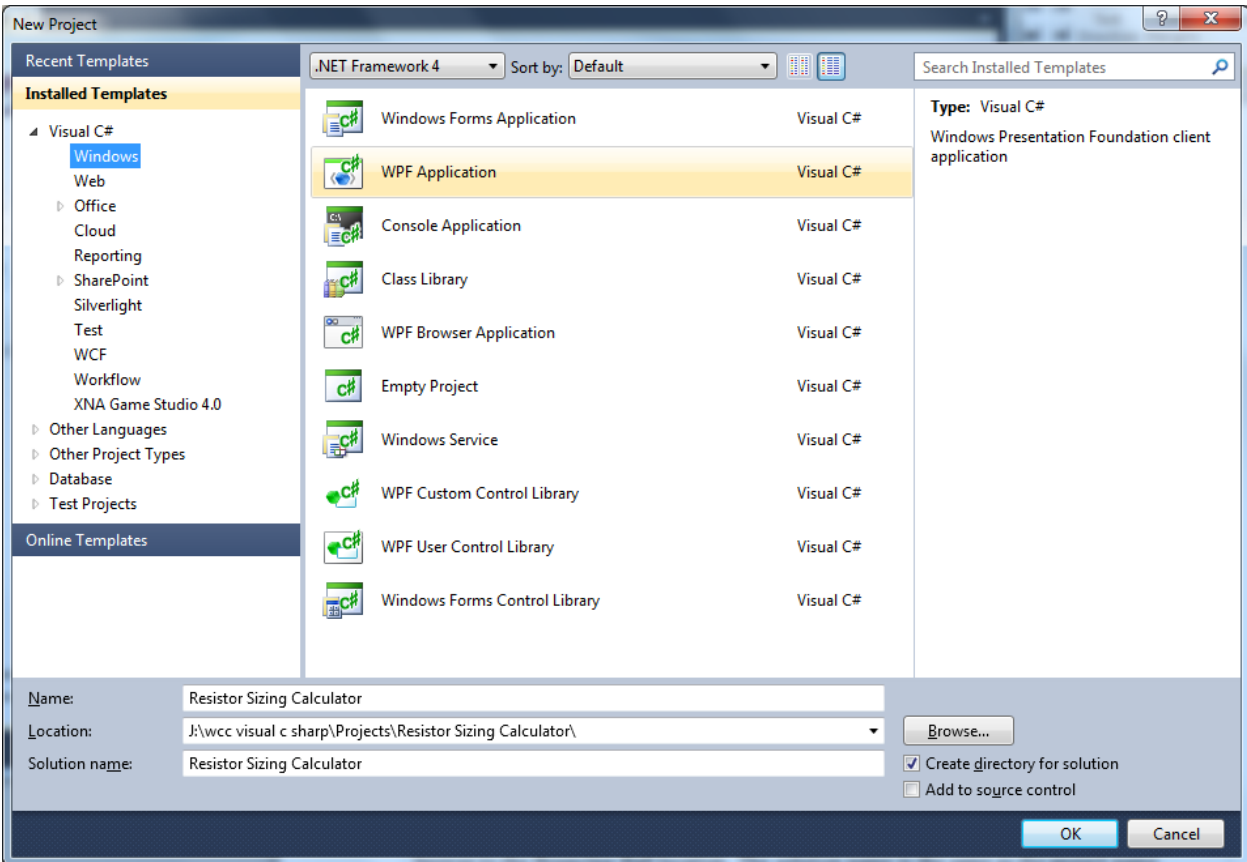 New Project
Recent Templates
Installed Templates
Visual C#
Windows
Web
Office
Cloud
Reporting
SharePoint
Silverlight
Test
WCF
Workflow
XNA Game Studio 4.0
Other Languages
Other Project Types
Database
Test Projects
Online Templates
.NET Framework 4 Sort by: Default
Windows Forms Application Visual C#
WPF Application Visual C#
Console Application Visual C#
Class Library Visual C#
WPF Browser Application Visual C#
Empty Project Visual C#
Windows Service Visual C#
WPF Custom Control Library Visual C#
WPF User Control Library Visual C#
Windows Forms Control Library Visual C#
Search Installed Templates
Type: Visual C#
Windows Presentation Foundation client
application
Name: Resistor Sizing Calculator
Location: J:\wcc visual c sharp\Projects\Resistor Sizing Calculator\ Browse...
Solution name: Resistor Sizing Calculator
Create directory for solution
Add to source control
OK Cancel